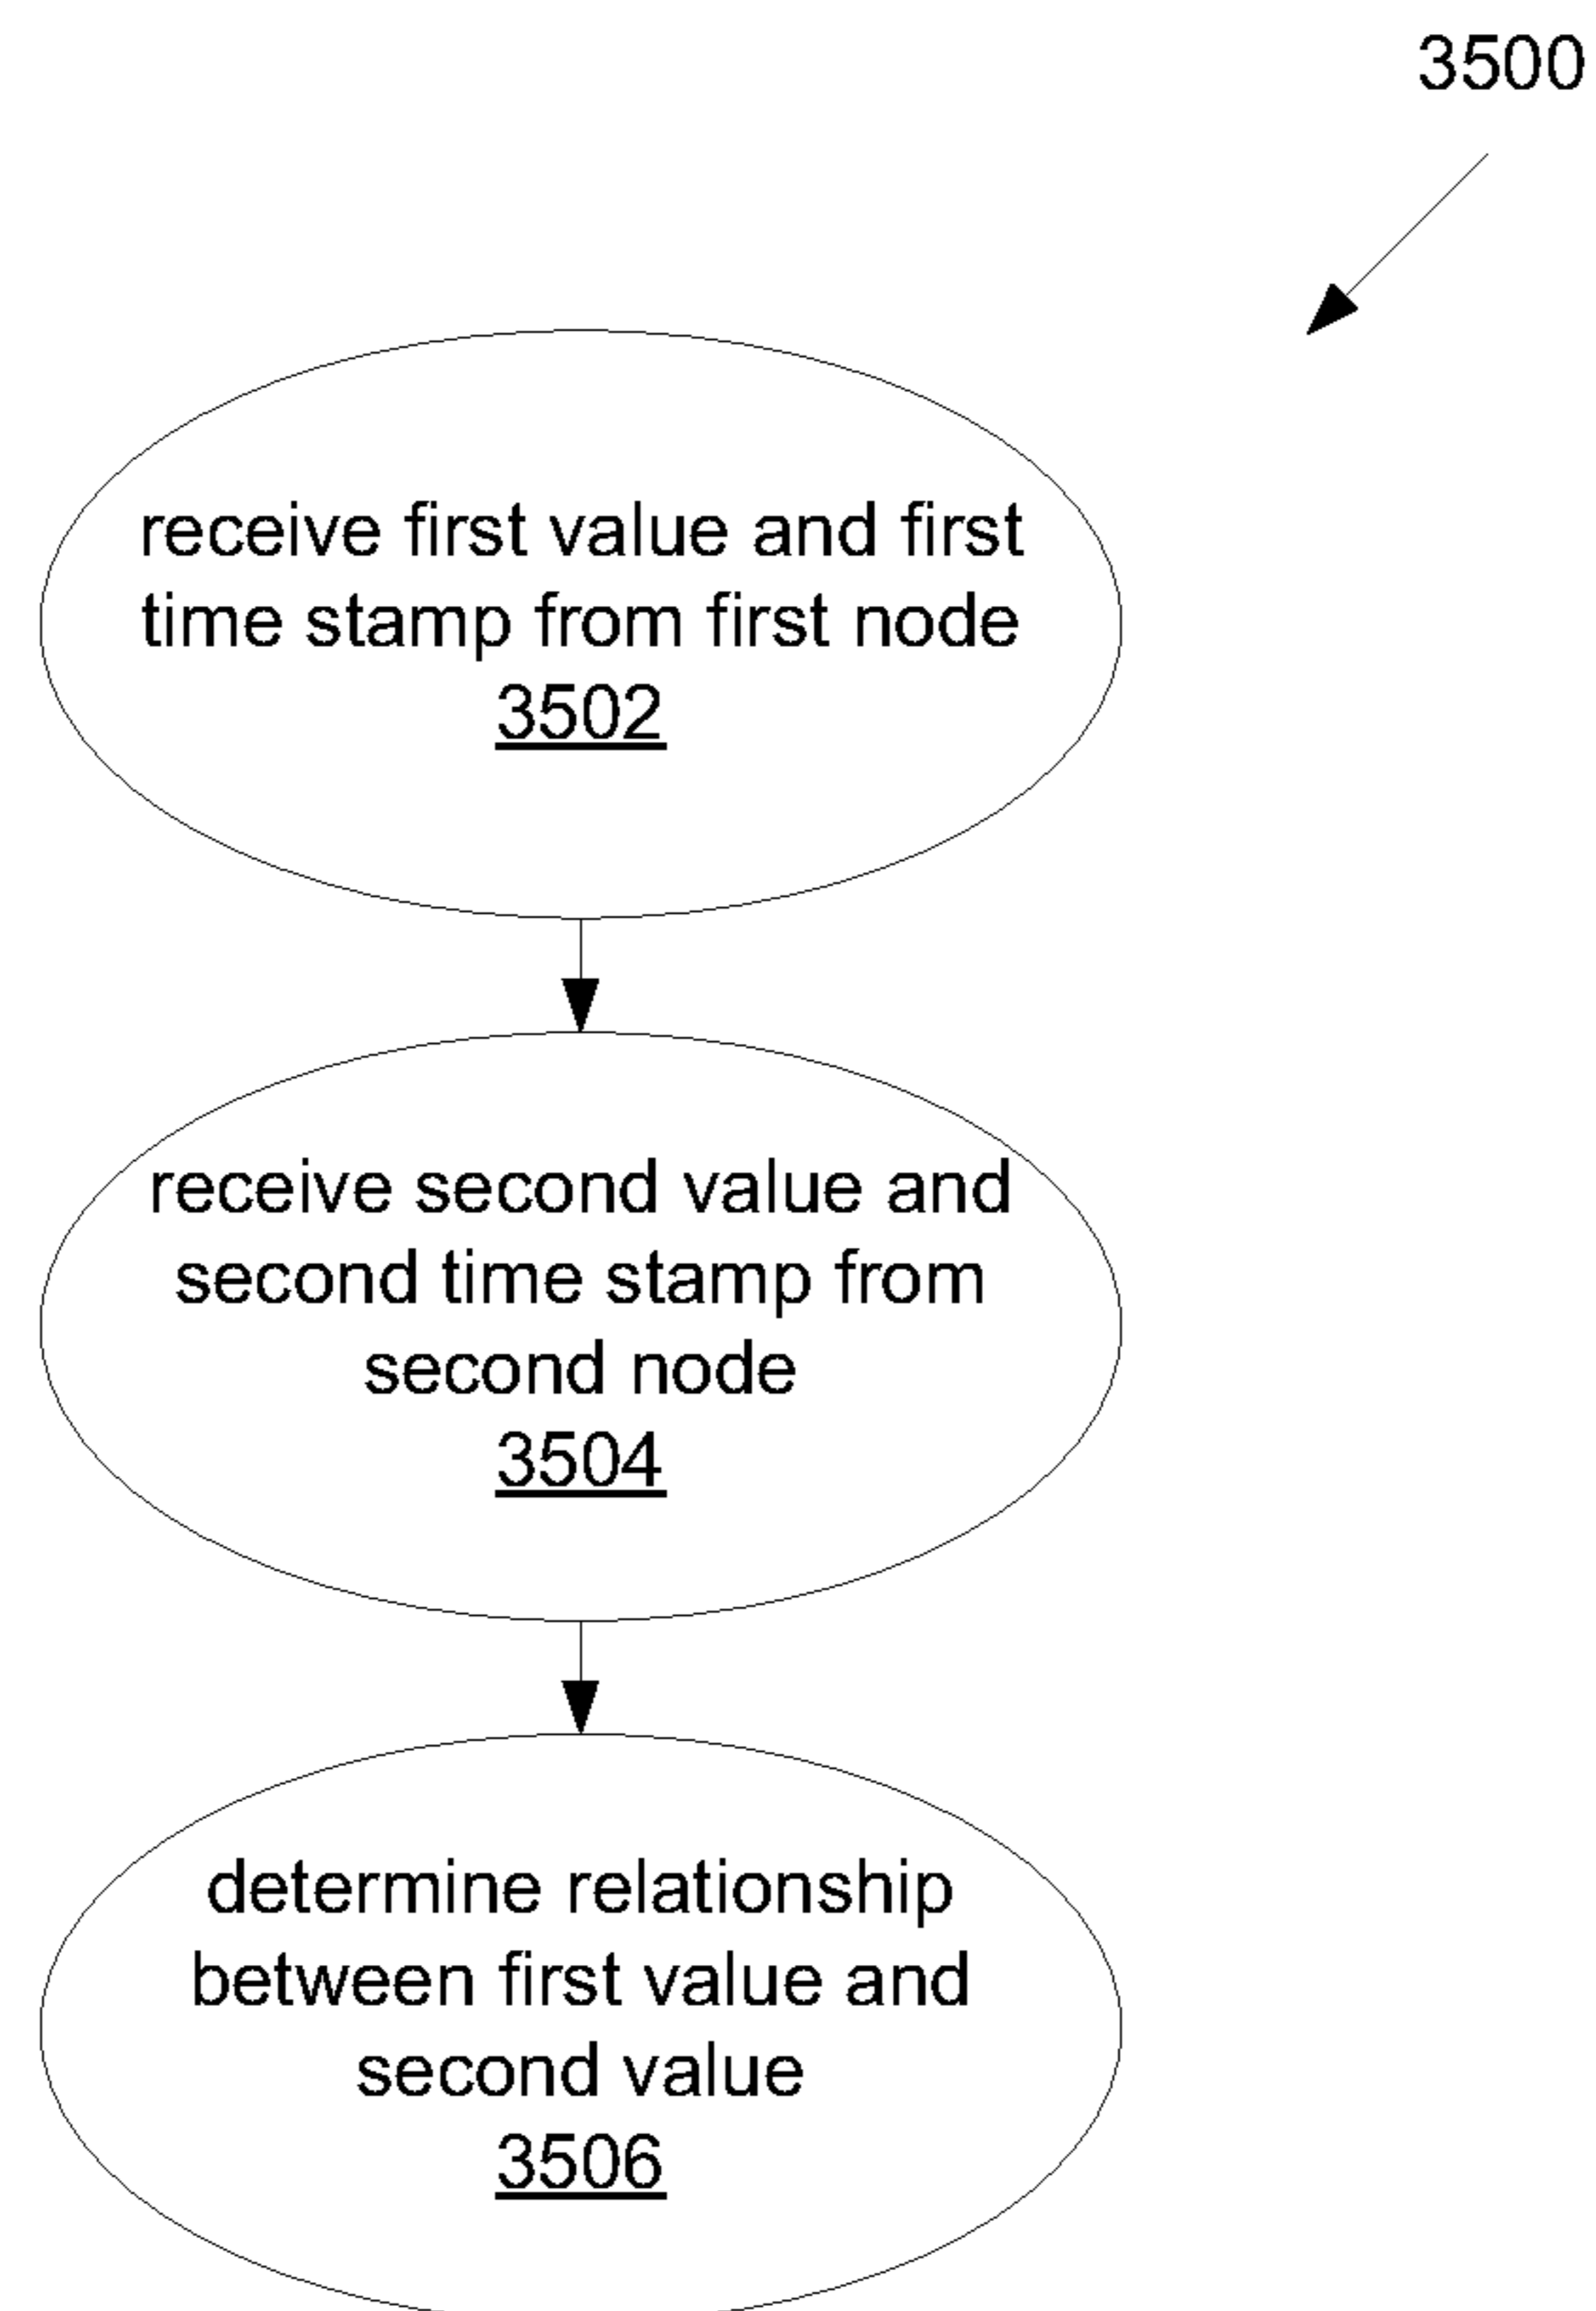 3500
receive first value and first
time stamp from first node
3502
receive second value and
second time stamp from
second node
3504
determine relationship
between first value and
second value
3506